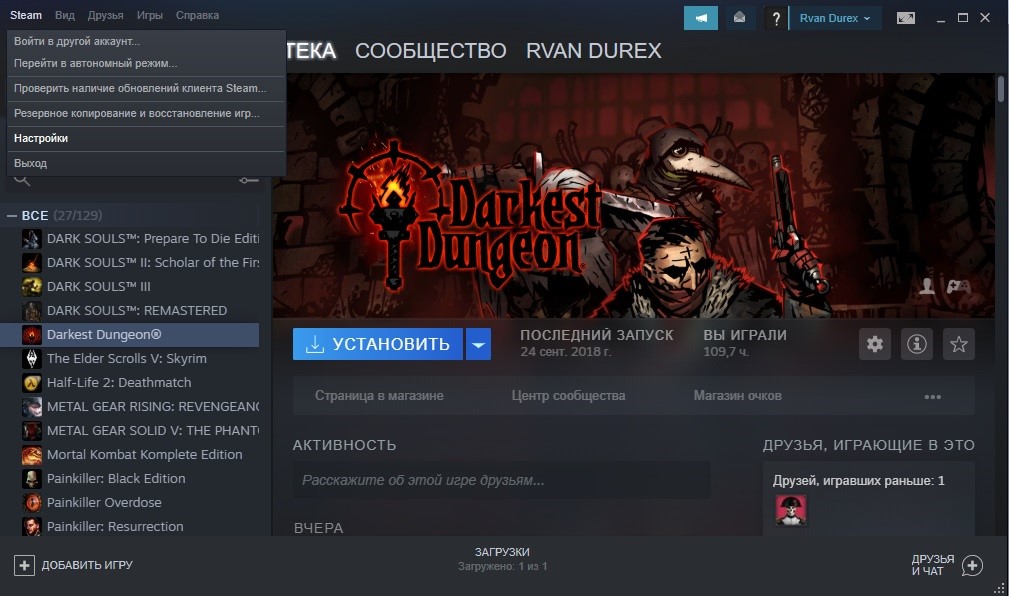 Steam Вид Друзья Игры Справка
? Rvan Durex
Войти в другой аккаунт...
Перейти в автономный режим...
Проверить наличие обновлений клиента Steam...
Резервное копирование и восстановление игр...
Настройки
Выход
ТЕКА СООБЩЕСТВО RVAN DUREX
ВСЕ (27/129)
DARK SOULS™: Prepare To Die Editi
DARK SOULS™ II: Scholar of the Firs
DARK SOULS™ III
DARK SOULS™: REMASTERED
Darkest Dungeon®
The Elder Scrolls V: Skyrim
Half-Life 2: Deathmatch
METAL GEAR RISING: REVENGEANC
METAL GEAR SOLID V: THE PHANTO
Mortal Kombat Komplete Edition
Painkiller: Black Edition
Painkiller Overdose
Painkiller: Resurrection
Darkest
Dungeon
УСТАНОВИТЬ
ПОСЛЕДНИЙ ЗАПУСК
24 сент. 2018 г.
ВЫ ИГРАЛИ
109,7 ч.
Страница в магазине Центр сообщества Магазин очков
АКТИВНОСТЬ
Расскажите об этой игре друзьям...
ВЧЕРА
ДРУЗЬЯ, ИГРАЮЩИЕ В ЭТО
Друзей, игравших раньше: 1
ДОБАВИТЬ ИГРУ
ЗАГРУЗКИ
Загружено: 1 из 1
ДРУЗЬЯ
И ЧАТ